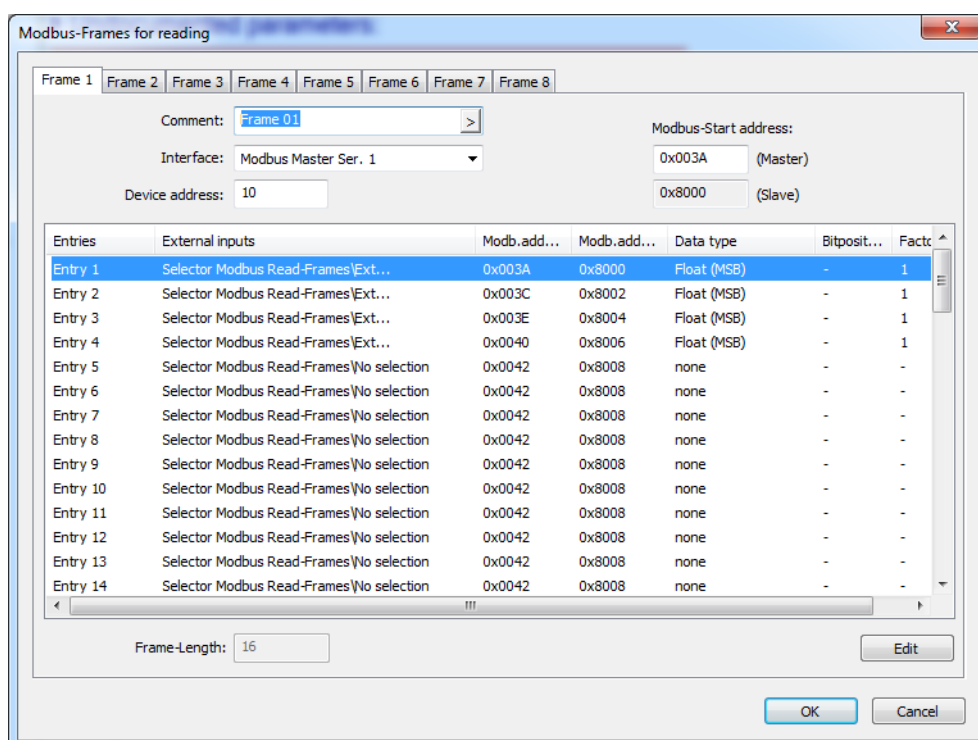 parameters:
Modbus-Frames for reading
Frame 1 Frame 2 Frame 3 Frame 4 Frame 5 Frame 6 Frame 7 Frame 8
Comment: Frame 01 >
Modbus-Start address:
Interface: Modbus Master Ser. 1
0x003A (Master)
Device address: 10
0x8000 (Slave)
Entries External inputs Modb.add... Modb.add... Data type Bitposit... Factc
Entry 1 Selector Modbus Read-Frames\Ext... 0x003A 0x8000 Float (MSB) - 1
Entry 2 Selector Modbus Read-Frames\Ext... 0x003C 0x8002 Float (MSB) - 1
Entry 3 Selector Modbus Read-Frames\Ext... 0x003E 0x8004 Float (MSB) - 1
Entry 4 Selector Modbus Read-Frames\Ext... 0x0040 0x8006 Float (MSB) - 1
Entry 5 Selector Modbus Read-Frames\No selection 0x0042 0x8008 none - -
Entry 6 Selector Modbus Read-Frames\No selection 0x0042 0x8008 none - -
Entry 7 Selector Modbus Read-Frames\No selection 0x0042 0x8008 none - -
Entry 8 Selector Modbus Read-Frames\No selection 0x0042 0x8008 none - -
Entry 9 Selector Modbus Read-Frames\No selection 0x0042 0x8008 none - -
Entry 10 Selector Modbus Read-Frames\No selection 0x0042 0x8008 none - -
Entry 11 Selector Modbus Read-Frames\No selection 0x0042 0x8008 none - -
Entry 12 Selector Modbus Read-Frames\No selection 0x0042 0x8008 none - -
Entry 13 Selector Modbus Read-Frames\No selection 0x0042 0x8008 none - -
Entry 14 Selector Modbus Read-Frames\No selection 0x0042 0x8008 none - -
Frame-Length: 16
Edit
OK Cancel